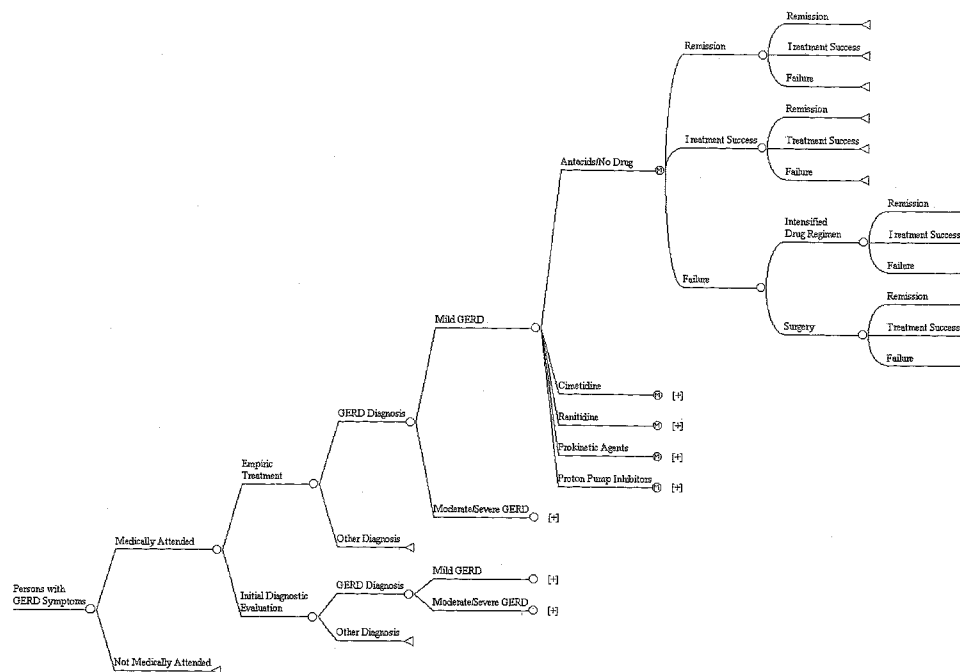 Remission
Treatment Success
Failure
Remission
Remission
Treatment Success
Failure
Treatment Success
Antacids/No Drug
M
Intensified
Drug Regimen
Remission
Treatment Success
Failure
Failure
Surgery
Remission
Treatment Success
Failure
Mild GERD
Cimetidine
M [+]
Ranitidine
M [+]
Prokinetic Agents
M [+]
Proton Pump Inhibitors
M [+]
GERD Diagnosis
Moderate/Severe GERD
[+]
Empiric
Treatment
Other Diagnosis
Medically Attended
Initial Diagnostic
Evaluation
GERD Diagnosis
Mild GERD
[+]
Moderate/Severe GERD
[+]
Other Diagnosis
Persons with
GERD Symptoms
Not Medically Attended